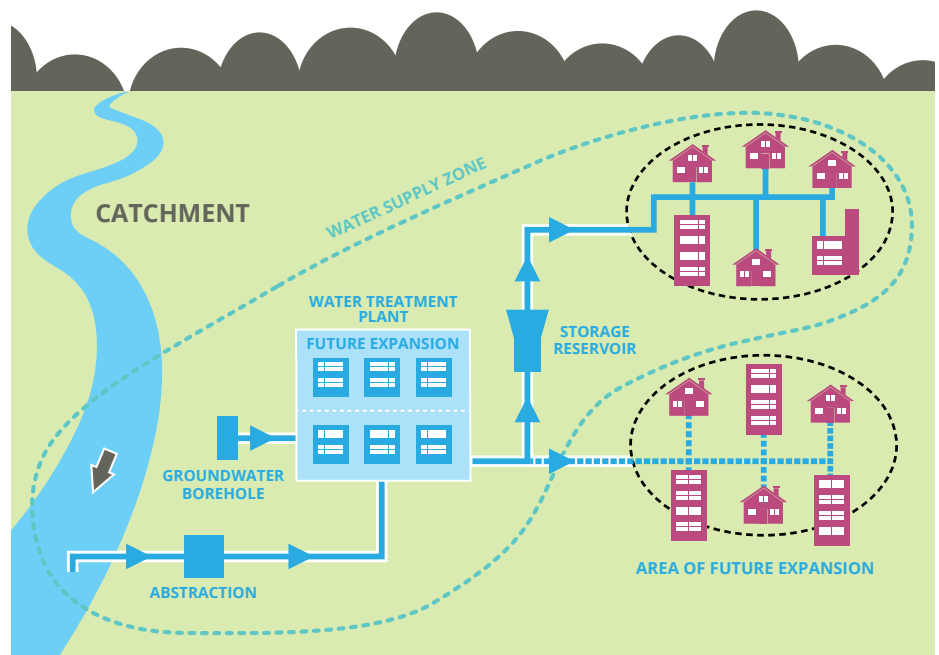 WATER SUPPLY ZONE
CATCHMENT
WATER TREATMENT
PLANT
FUTURE EXPANSION
STORAGE
RESERVOIR
GROUNDWATER
BOREHOLE
AREA OF FUTURE EXPANSION
ABSTRACTION